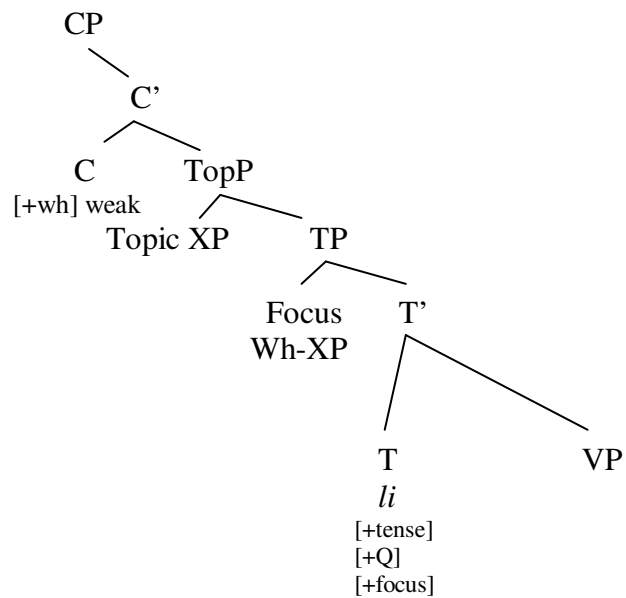 CP
C’
C TopP
[+wh] weak
Topic XP TP
Focus T’
Wh-XP
T VP
li
[+tense]
[+Q]
[+focus]